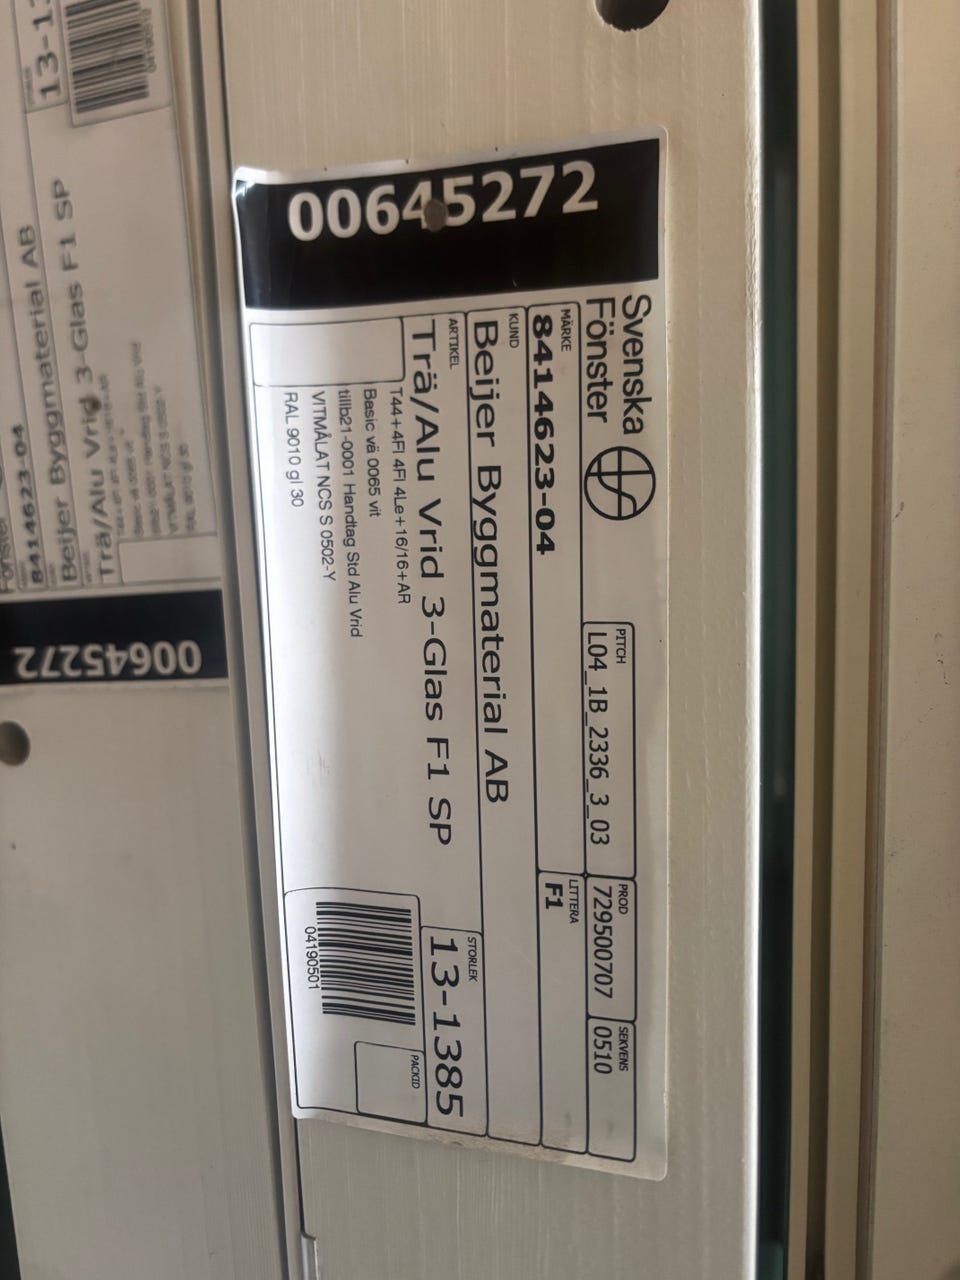 00645272
Svenska
Fönster
PITCH
L04_1B_2336_3_03
PROD
729500707
SEKVENS
0510
MÄRKE
8414623-04
LITTERA
F1
KUND
Beijer Byggmaterial AB
ARTIKEL
Trä/Alu Vrid 3-Glas F1 SP
STORLEK
13-1385
T44+4Fl 4Fl 4Le+16/16+AR
Basic vä 0065 vit
tillb21-0001 Handtag Std Alu Vrid
VITMÅLAT NCS S 0502-Y
RAL 9010 gl 30
04190501
PACKID
00645272
8414623-04
Beijer Byggmaterial AB
Trä/Alu Vrid 3-Glas F1 SP